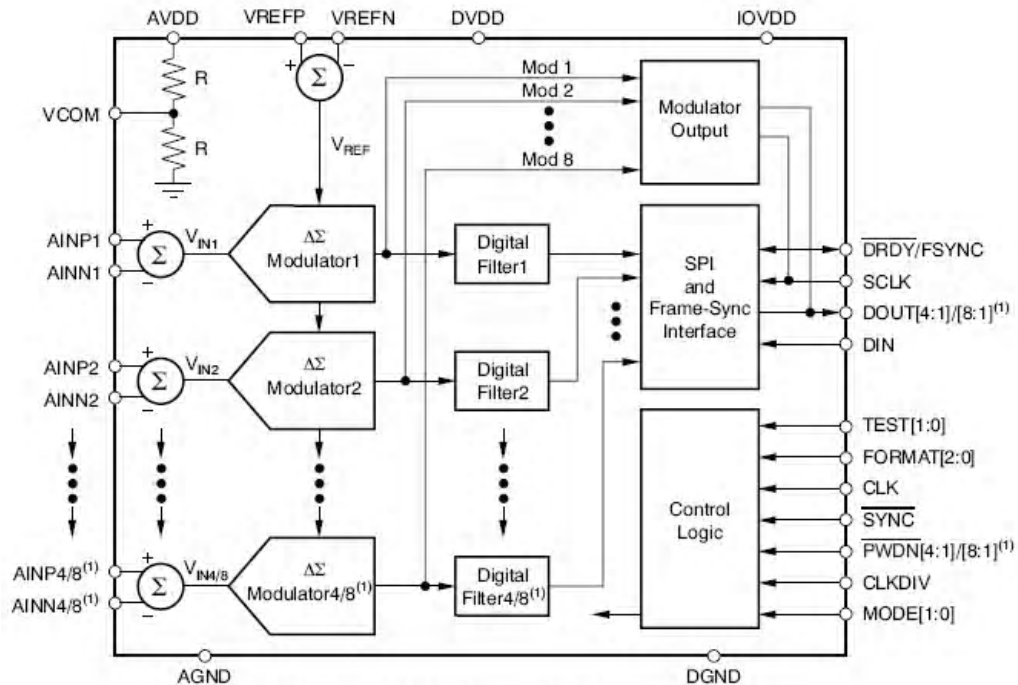 AVDD
VREFP
VREFN
DVDD
IOVDD
R
VCOM
R
+
−
Σ
VREF
Mod 1
Mod 2
Mod 8
Modulator
Output
AINP1
AINN1
+
−
Σ
VIN1
ΔΣ
Modulator1
Digital
Filter1
SPI
and
Frame-Sync
Interface
DRDY/FSYNC
SCLK
DOUT[4:1]/[8:1](1)
DIN
AINP2
AINN2
+
−
Σ
VIN2
ΔΣ
Modulator2
Digital
Filter2
Control
Logic
TEST[1:0]
FORMAT[2:0]
CLK
SYNC
PWDN[4:1]/[8:1](1)
CLKDIV
MODE[1:0]
AINP4/8(1)
AINN4/8(1)
+
−
Σ
VIN4/8
ΔΣ
Modulator4/8(1)
Digital
Filter4/8(1)
AGND
DGND